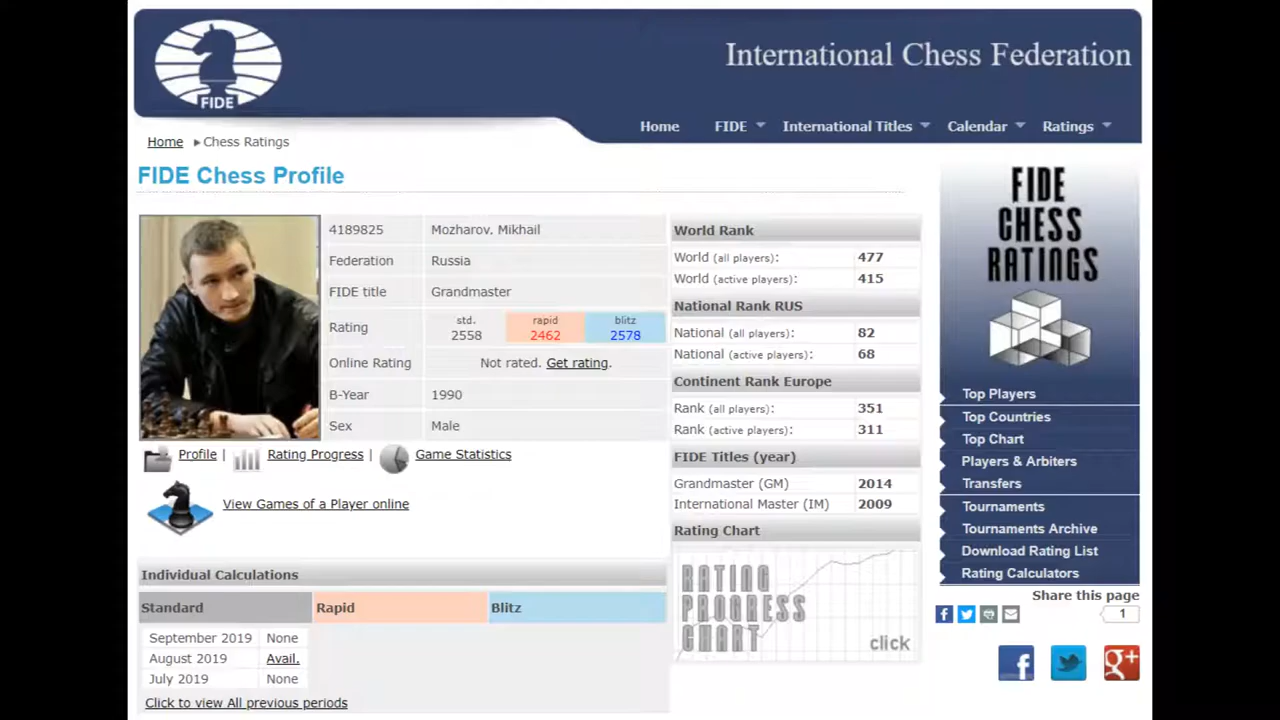 FIDE
International Chess Federation
Home FIDE International Titles Calendar Ratings
Home Chess Ratings
FIDE Chess Profile
4189825 Mozharov, Mikhail
Federation Russia
FIDE title Grandmaster
Rating std. 2558 rapid 2462 blitz 2578
Online Rating Not rated. Get rating.
B-Year 1990
Sex Male
Profile | Rating Progress | Game Statistics
View Games of a Player online
Individual Calculations
Standard Rapid Blitz
September 2019 None
August 2019 Avail.
July 2019 None
Click to view All previous periods
World Rank
World (all players): 477
World (active players): 415
National Rank RUS
National (all players): 82
National (active players): 68
Continent Rank Europe
Rank (all players): 351
Rank (active players): 311
FIDE Titles (year)
Grandmaster (GM) 2014
International Master (IM) 2009
Rating Chart
RATING
PROGRESS
CHART
click
FIDE
CHESS
RATINGS
Top Players
Top Countries
Top Chart
Players & Arbiters
Transfers
Tournaments
Tournaments Archive
Download Rating List
Rating Calculators
Share this page
1
f g+